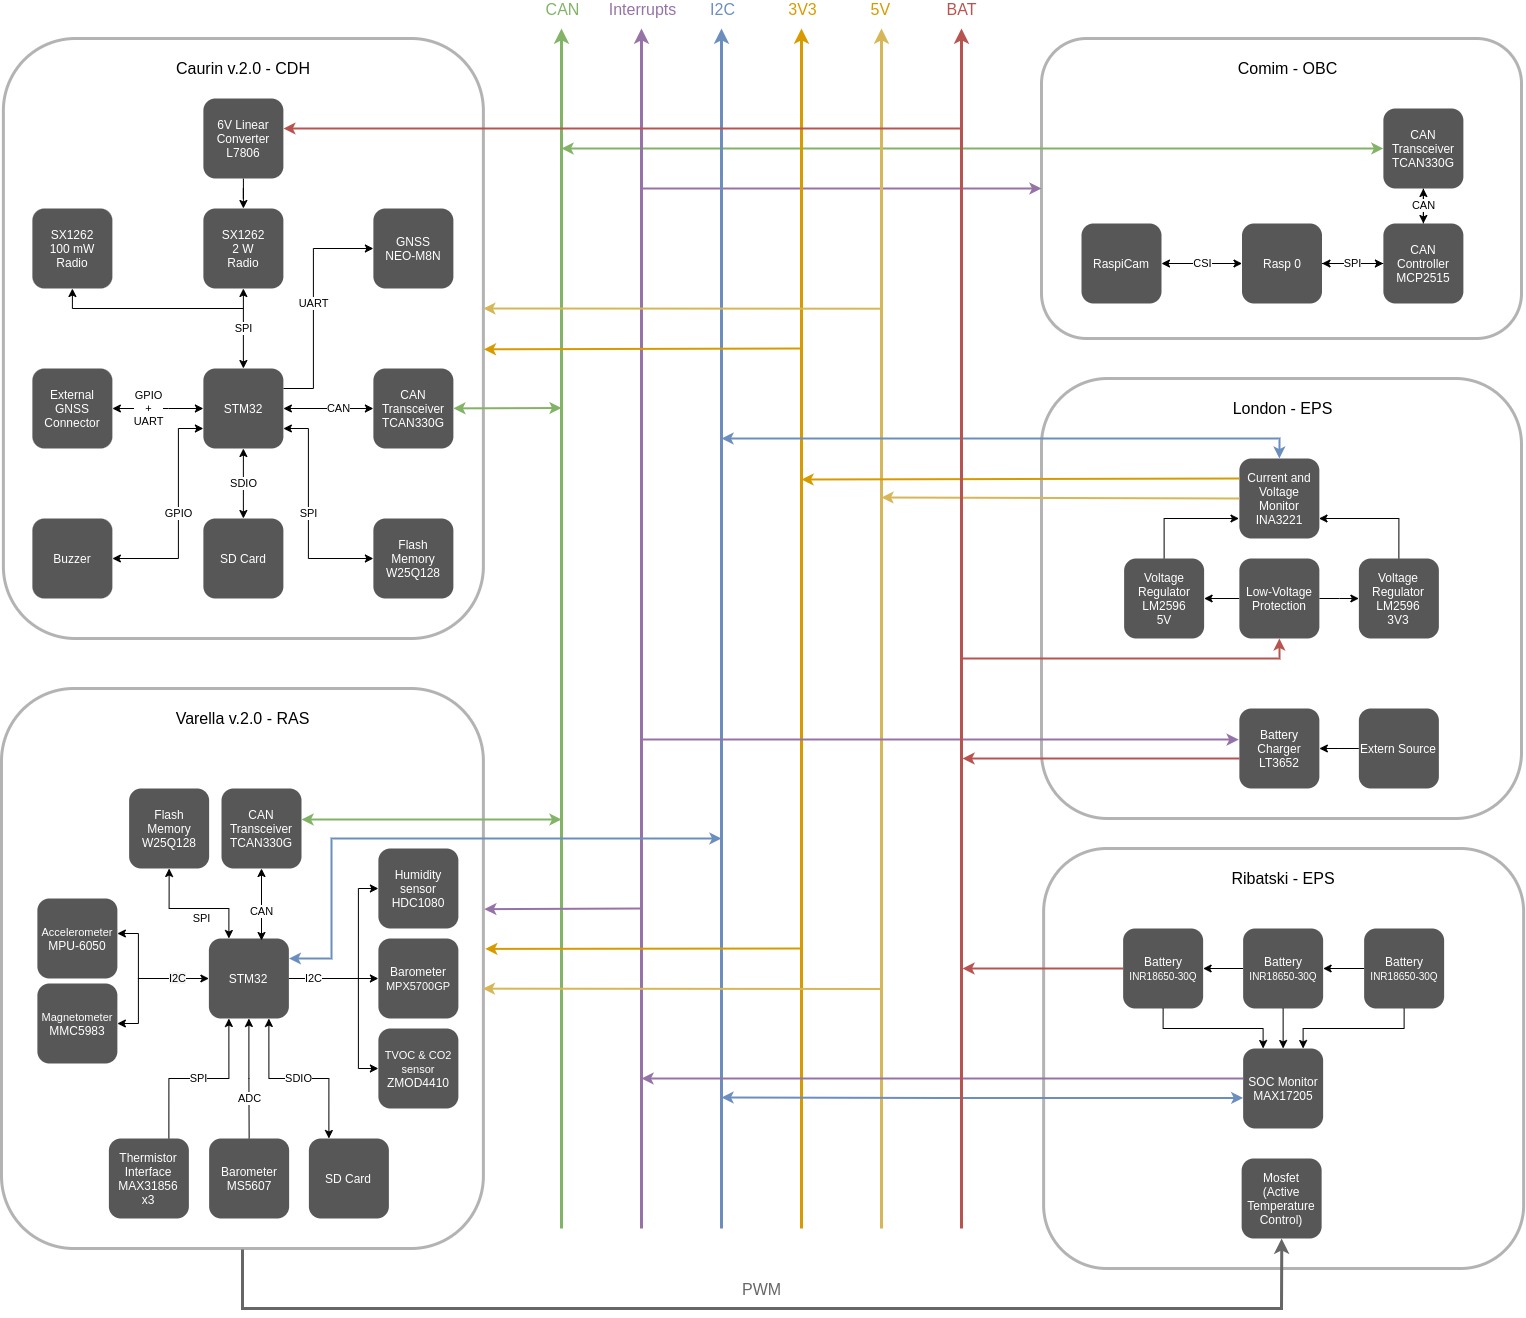 CAN
Interrupts
I2C
3V3
5V
BAT
Caurin v.2.0 - CDH
6V Linear
Converter
L7806
SX1262
100 mW
Radio
SX1262
2 W
Radio
GNSS
NEO-M8N
UART
SPI
External
GNSS
Connector
GPIO
+
UART
STM32
CAN
CAN
Transceiver
TCAN330G
SDIO
GPIO
SPI
Buzzer
SD Card
Flash
Memory
W25Q128
Comim - OBC
CAN
Transceiver
TCAN330G
CAN
RaspiCam
CSI
Rasp 0
SPI
CAN
Controller
MCP2515
London - EPS
Current and
Voltage
Monitor
INA3221
Voltage
Regulator
LM2596
5V
Low-Voltage
Protection
Voltage
Regulator
LM2596
3V3
Battery
Charger
LT3652
Extern Source
Varella v.2.0 - RAS
Flash
Memory
W25Q128
CAN
Transceiver
TCAN330G
Humidity
sensor
HDC1080
SPI
CAN
Accelerometer
MPU-6050
I2C
STM32
I2C
Barometer
MPX5700GP
Magnetometer
MMC5983
TVOC & CO2
sensor
ZMOD4410
SPI
ADC
SDIO
Thermistor
Interface
MAX31856
x3
Barometer
MS5607
SD Card
Ribatski - EPS
Battery
INR18650-30Q
Battery
INR18650-30Q
Battery
INR18650-30Q
SOC Monitor
MAX17205
Mosfet
(Active
Temperature
Control)
PWM